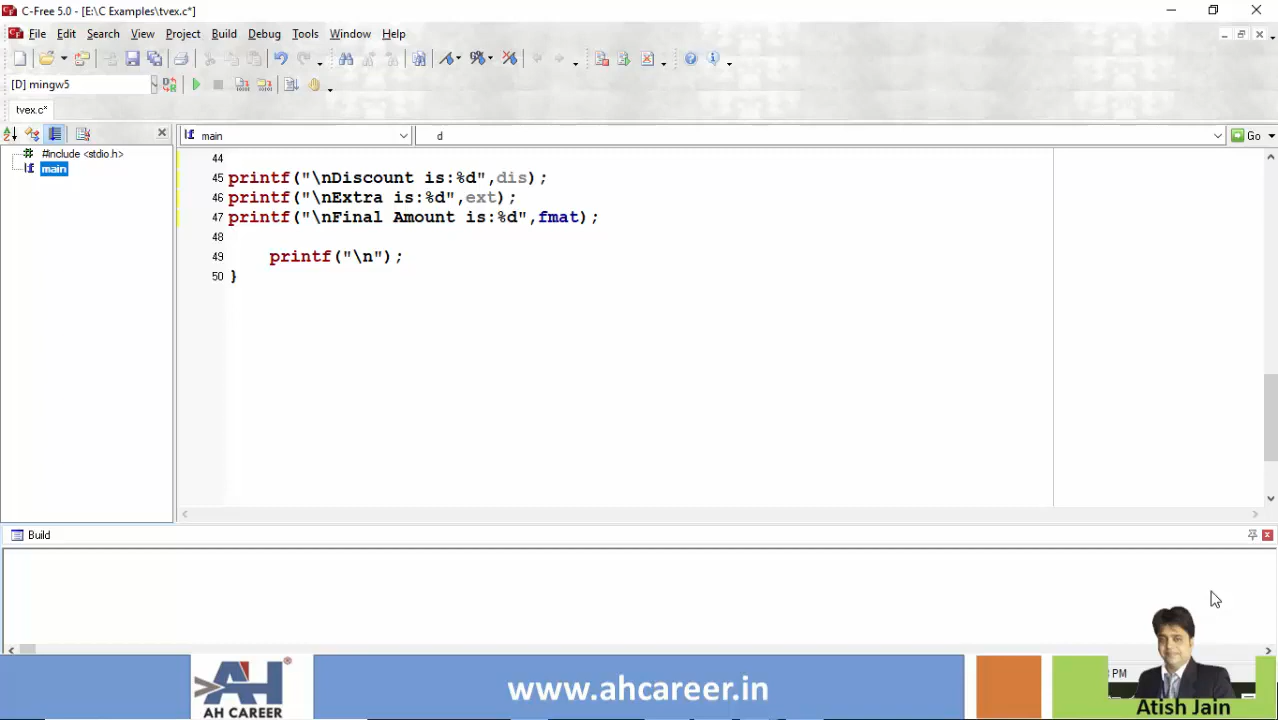 C-Free 5.0 - [E:\C Examples\tvex.c*]
File Edit Search View Project Build Debug Tools Window Help
[D] mingw5
tvex.c*
main d Go
#include <stdio.h>
main
44
45 printf("\nDiscount is:%d",dis);
46 printf("\nExtra is:%d",ext);
47 printf("\nFinal Amount is:%d",fmat);
48
49 printf("\n");
50 }
Build
PM
AH
AH CAREER
www.ahcareer.in
Atish Jain